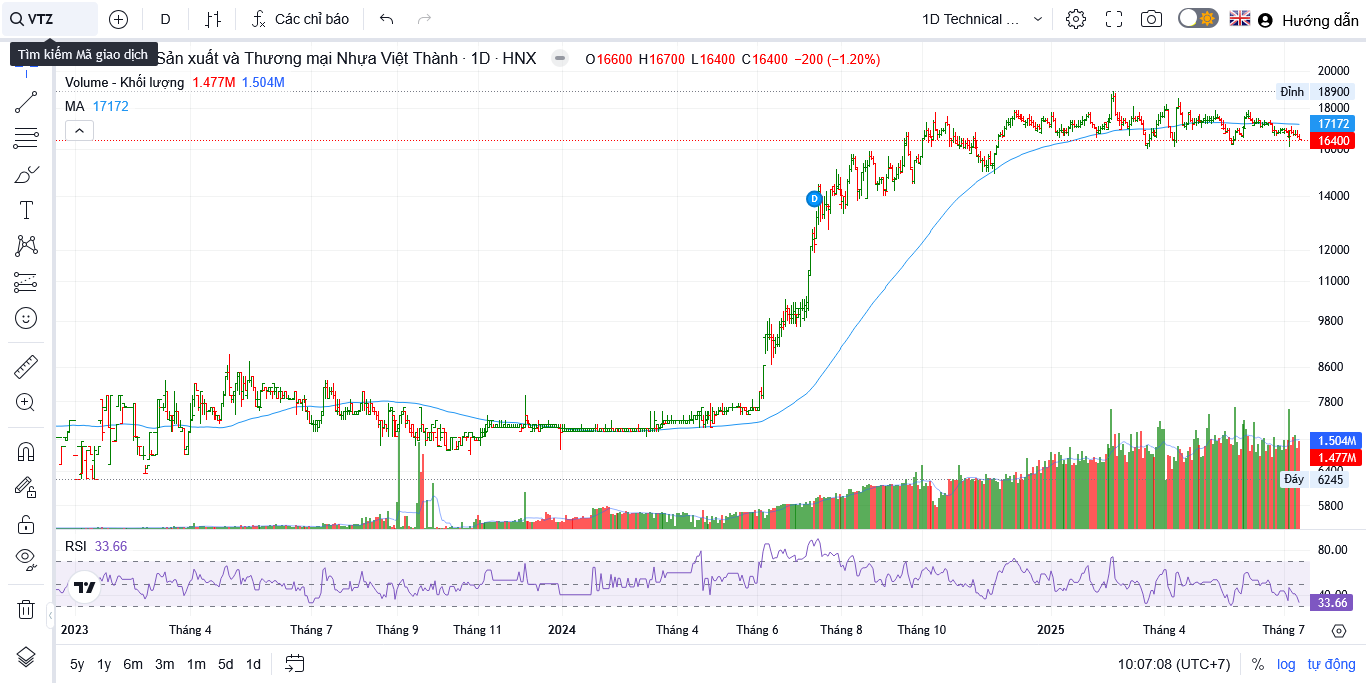 VTZ D Các chỉ báo 1D Technical ... Hướng dẫn
Tìm kiếm Mã giao dịch Sản xuất và Thương mại Nhựa Việt Thành · 1D · HNX O16600 H16700 L16400 C16400 −200 (−1.20%)
Volume - Khối lượng 1.477M 1.504M
MA 17172
20000
Đỉnh 18900
18000
17172
16400
16000
14000
D
12000
11000
9800
8600
7800
1.504M
1.477M
6400
Đáy 6245
5800
RSI 33.66
80.00
40.00
33.66
2023 Tháng 4 Tháng 7 Tháng 9 Tháng 11 2024 Tháng 4 Tháng 6 Tháng 8 Tháng 10 2025 Tháng 4 Tháng 7
5y 1y 6m 3m 1m 5d 1d 10:07:08 (UTC+7) % log tự động